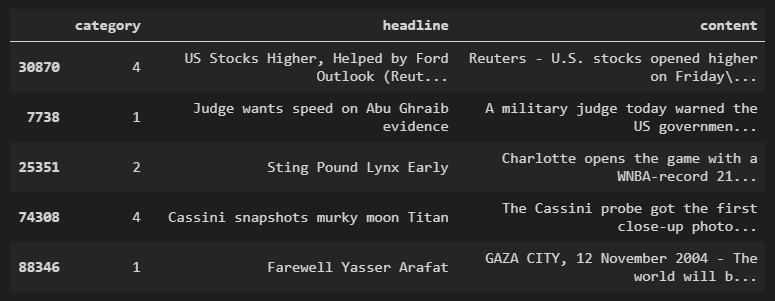 category headline content
30870 4 US Stocks Higher, Helped by Ford Reuters - U.S. stocks opened higher
Outlook (Reut... on Friday\...
7738 1 Judge wants speed on Abu Ghraib A military judge today warned the
evidence US governmen...
25351 2 Sting Pound Lynx Early Charlotte opens the game with a
WNBA-record 21...
74308 4 Cassini snapshots murky moon Titan The Cassini probe got the first
close-up photo...
88346 1 Farewell Yasser Arafat GAZA CITY, 12 November 2004 - The
world will b...